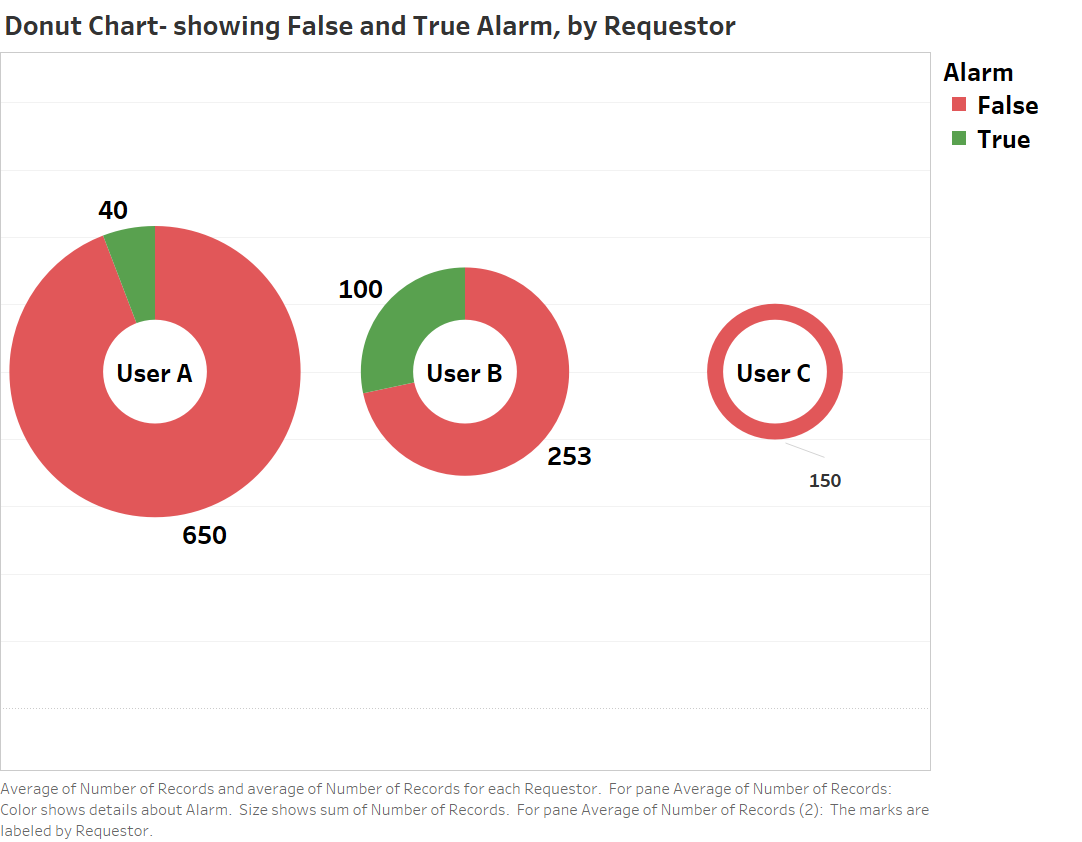 Donut Chart- showing False and True Alarm, by Requestor
Alarm
False
True
40
100
User A
User B
User C
253
150
650
Average of Number of Records and average of Number of Records for each Requestor.  For pane Average of Number of Records:
Color shows details about Alarm.  Size shows sum of Number of Records.  For pane Average of Number of Records (2):  The marks are
labeled by Requestor.